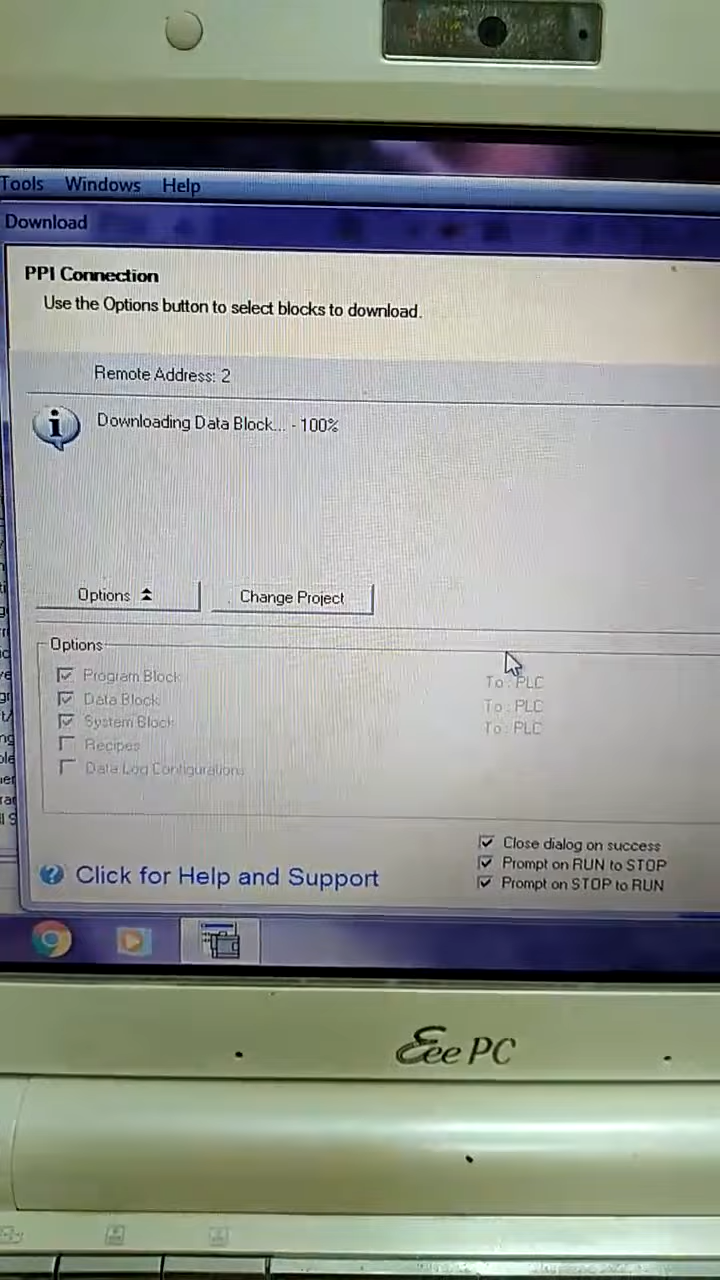 Tools Windows Help
Download
PPI Connection
Use the Options button to select blocks to download.
Remote Address: 2
Downloading Data Block... - 100%
Options
Change Project
Options
Program Block To : PLC
Data Block To : PLC
System Block To : PLC
Recipes
Data Log Configurations
Close dialog on success
Prompt on RUN to STOP
Prompt on STOP to RUN
Click for Help and Support
Eee PC